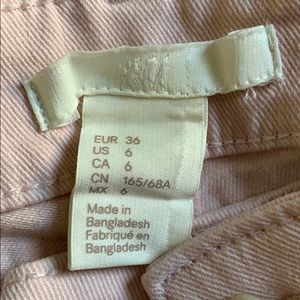 EUR 36
US 6
CA 6
CN 165/68A
MX 6
Made in
Bangladesh
Fabriqué en
Bangladesh